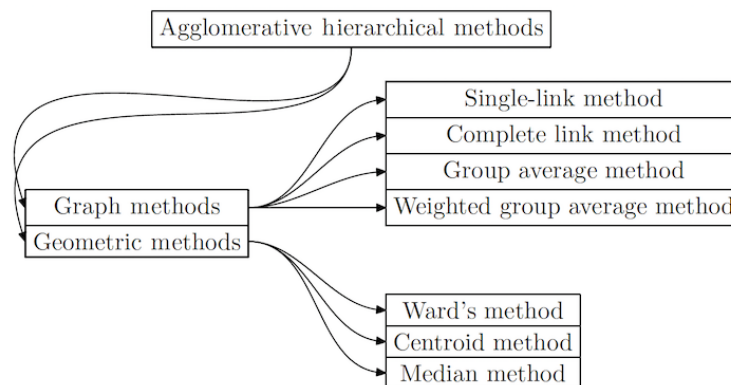 Agglomerative hierarchical methods
Single-link method
Complete link method
Group average method
Weighted group average method
Graph methods
Geometric methods
Ward's method
Centroid method
Median method